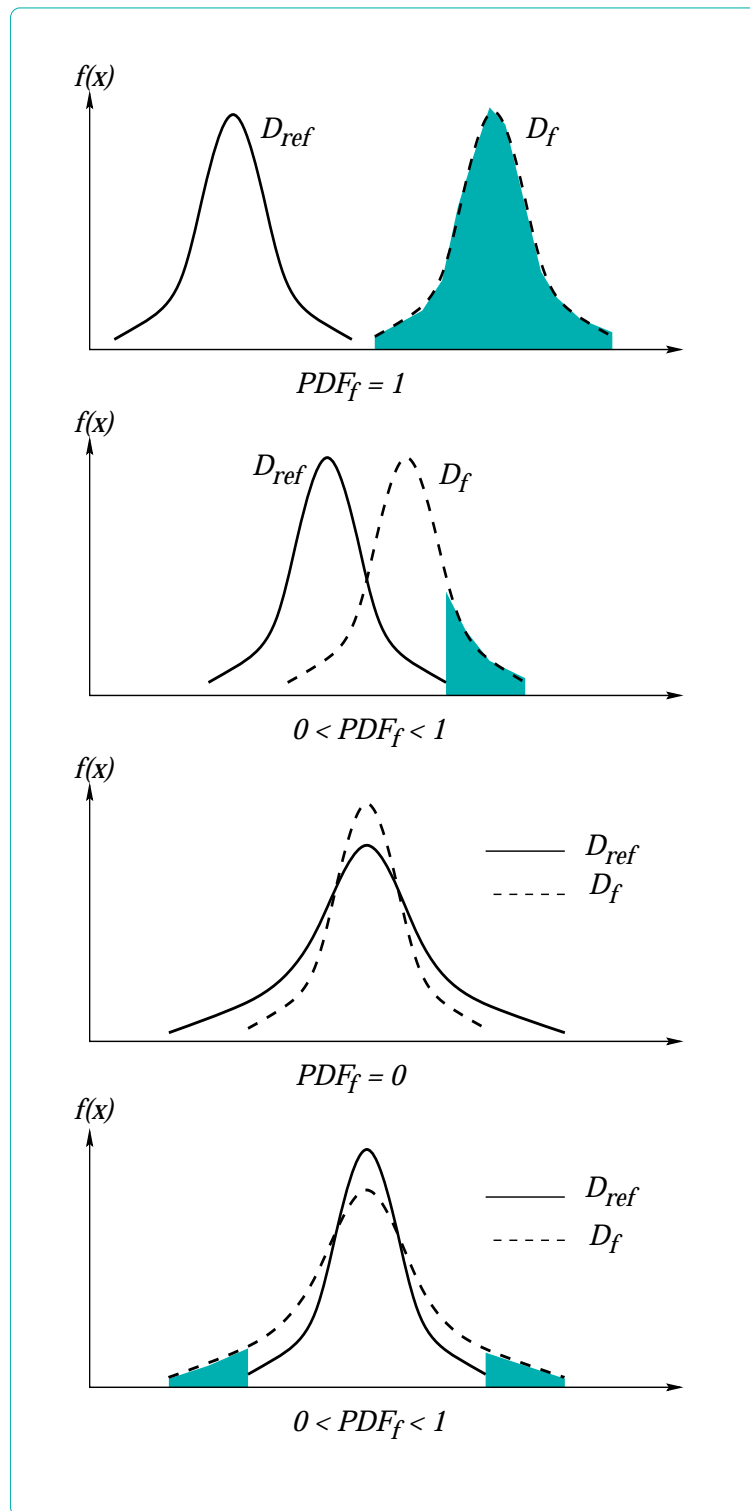 f(x)
D_ref
D_f
PDF_f = 1
f(x)
D_ref
D_f
0 < PDF_f < 1
f(x)
D_ref
D_f
PDF_f = 0
f(x)
D_ref
D_f
0 < PDF_f < 1